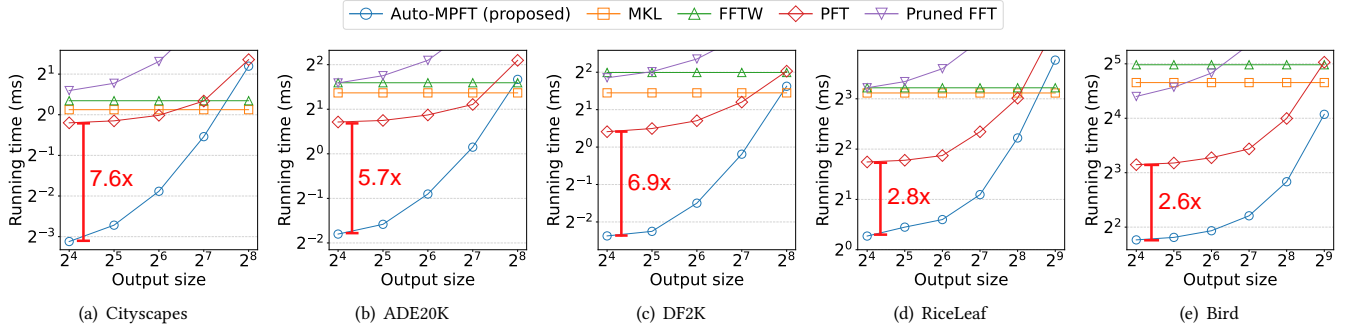 Auto-MPFT (proposed) MKL FFTW PFT Pruned FFT
Running time (ms)
2^1
2^0
2^-1
2^-2
2^-3
7.6x
2^4 2^5 2^6 2^7 2^8
Output size
(a) Cityscapes
Running time (ms)
2^2
2^1
2^0
2^-1
2^-2
5.7x
2^4 2^5 2^6 2^7 2^8
Output size
(b) ADE20K
Running time (ms)
2^2
2^1
2^0
2^-1
2^-2
6.9x
2^4 2^5 2^6 2^7 2^8
Output size
(c) DF2K
Running time (ms)
2^3
2^2
2^1
2^0
2.8x
2^4 2^5 2^6 2^7 2^8 2^9
Output size
(d) RiceLeaf
Running time (ms)
2^5
2^4
2^3
2^2
2.6x
2^4 2^5 2^6 2^7 2^8 2^9
Output size
(e) Bird